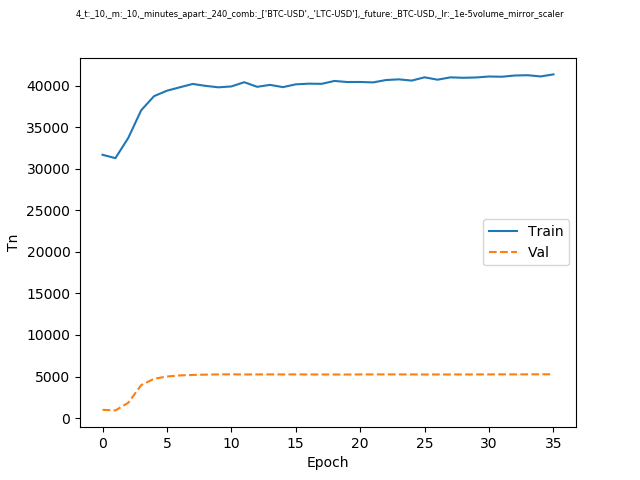 4_t:_10,_m:_10,_minutes_apart:_240_comb:_['BTC-USD',_'LTC-USD'],_future:_BTC-USD,_lr:_1e-5volume_mirror_scaler
40000
35000
30000
25000
20000
15000
10000
5000
0
Tn
Train
Val
0 5 10 15 20 25 30 35
Epoch